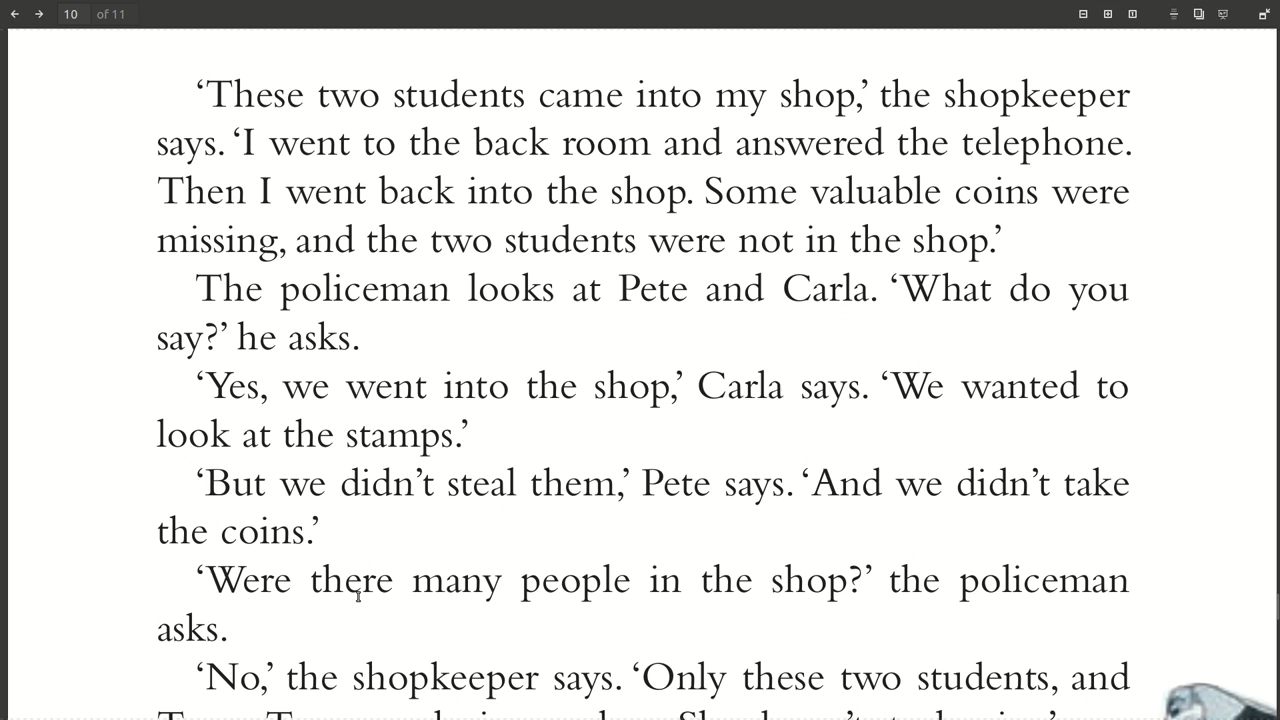 10 of 11
‘These two students came into my shop,’ the shopkeeper
says. ‘I went to the back room and answered the telephone.
Then I went back into the shop. Some valuable coins were
missing, and the two students were not in the shop.’
The policeman looks at Pete and Carla. ‘What do you
say?’ he asks.
‘Yes, we went into the shop,’ Carla says. ‘We wanted to
look at the stamps.’
‘But we didn’t steal them,’ Pete says. ‘And we didn’t take
the coins.’
‘Were there many people in the shop?’ the policeman
asks.
‘No,’ the shopkeeper says. ‘Only these two students, and